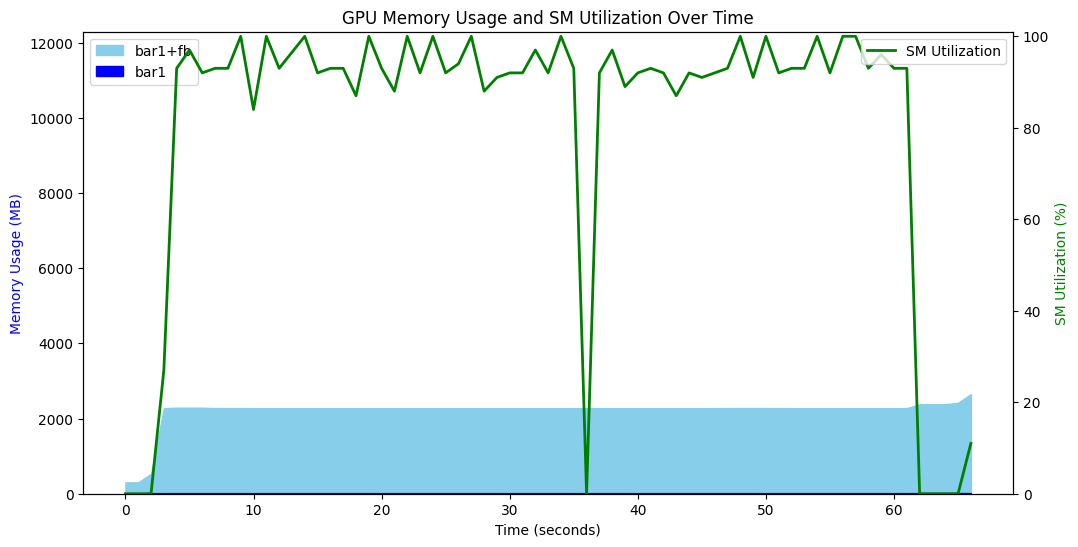 GPU Memory Usage and SM Utilization Over Time
bar1+fb
bar1
SM Utilization
Memory Usage (MB)
12000
10000
8000
6000
4000
2000
0
SM Utilization (%)
100
80
60
40
20
0
0 10 20 30 40 50 60
Time (seconds)